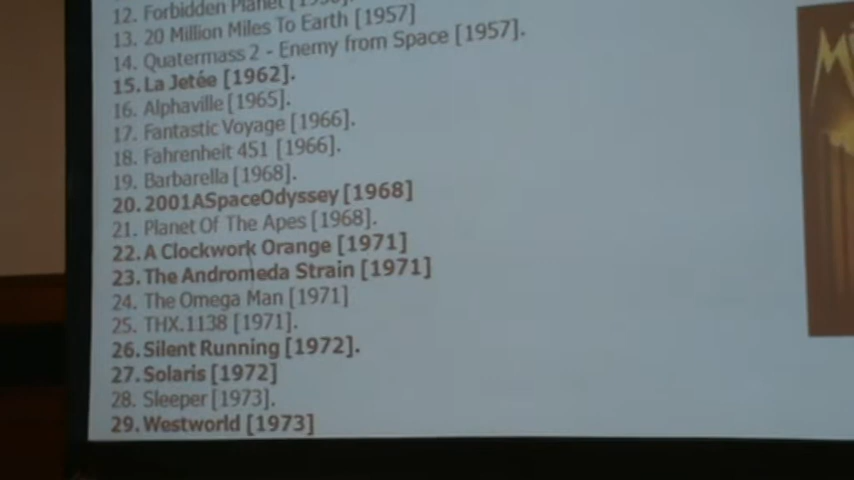 12. Forbidden Planet
13. 20 Million Miles To Earth [1957]
14. Quatermass 2 - Enemy from Space [1957].
15. La Jetée [1962].
16. Alphaville [1965].
17. Fantastic Voyage [1966].
18. Fahrenheit 451 [1966].
19. Barbarella [1968].
20. 2001ASpaceOdyssey [1968]
21. Planet Of The Apes [1968].
22. A Clockwork Orange [1971]
23. The Andromeda Strain [1971]
24. The Omega Man [1971]
25. THX.1138 [1971].
26. Silent Running [1972].
27. Solaris [1972]
28. Sleeper [1973].
29. Westworld [1973]